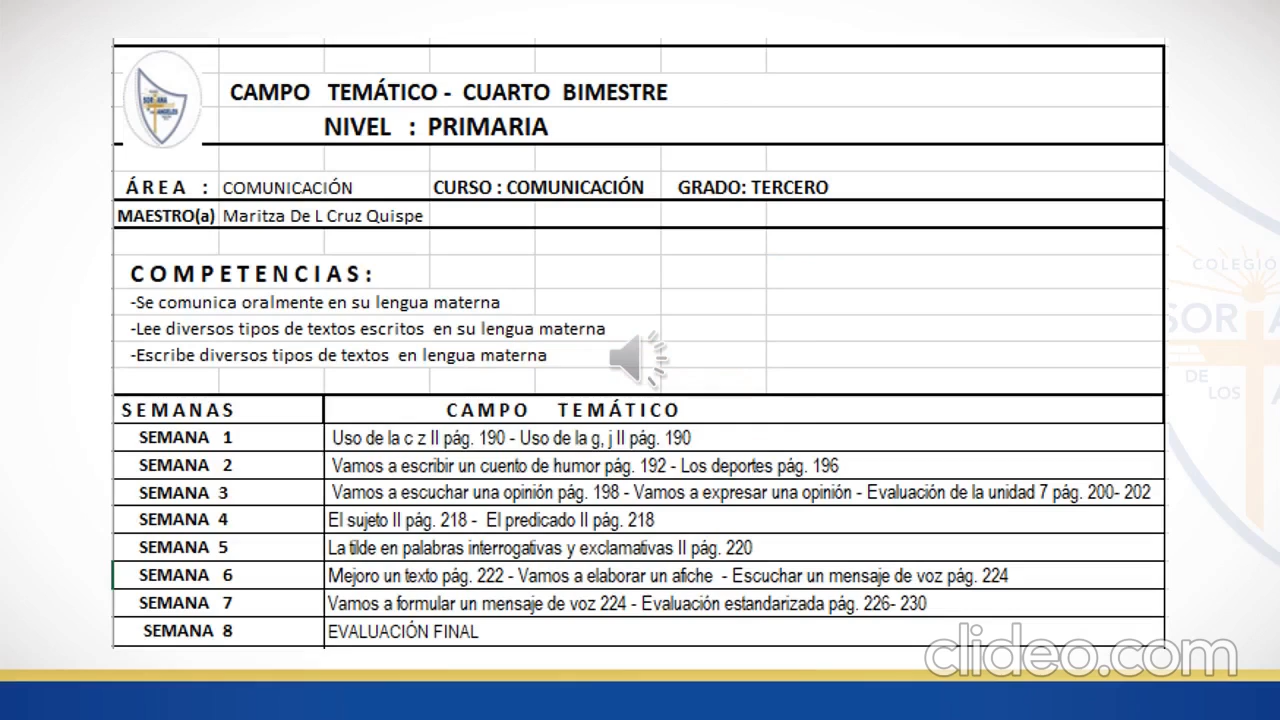 SORIANA
ANGELES
CAMPO TEMÁTICO - CUARTO BIMESTRE
NIVEL : PRIMARIA
ÁREA : COMUNICACIÓN CURSO : COMUNICACIÓN GRADO: TERCERO
MAESTRO(a) Maritza De L Cruz Quispe
COMPETENCIAS:
-Se comunica oralmente en su lengua materna
-Lee diversos tipos de textos escritos en su lengua materna
-Escribe diversos tipos de textos en lengua materna
SEMANAS CAMPO TEMÁTICO
SEMANA 1 Uso de la c z II pág. 190 - Uso de la g, j II pág. 190
SEMANA 2 Vamos a escribir un cuento de humor pág. 192 - Los deportes pág. 196
SEMANA 3 Vamos a escuchar una opinión pág. 198 - Vamos a expresar una opinión - Evaluación de la unidad 7 pág. 200- 202
SEMANA 4 El sujeto II pág. 218 - El predicado II pág. 218
SEMANA 5 La tilde en palabras interrogativas y exclamativas II pág. 220
SEMANA 6 Mejoro un texto pág. 222 - Vamos a elaborar un afiche - Escuchar un mensaje de voz pág. 224
SEMANA 7 Vamos a formular un mensaje de voz 224 - Evaluación estandarizada pág. 226- 230
SEMANA 8 EVALUACIÓN FINAL
COLEGIO
SOR
DE
LOS
clideo.com